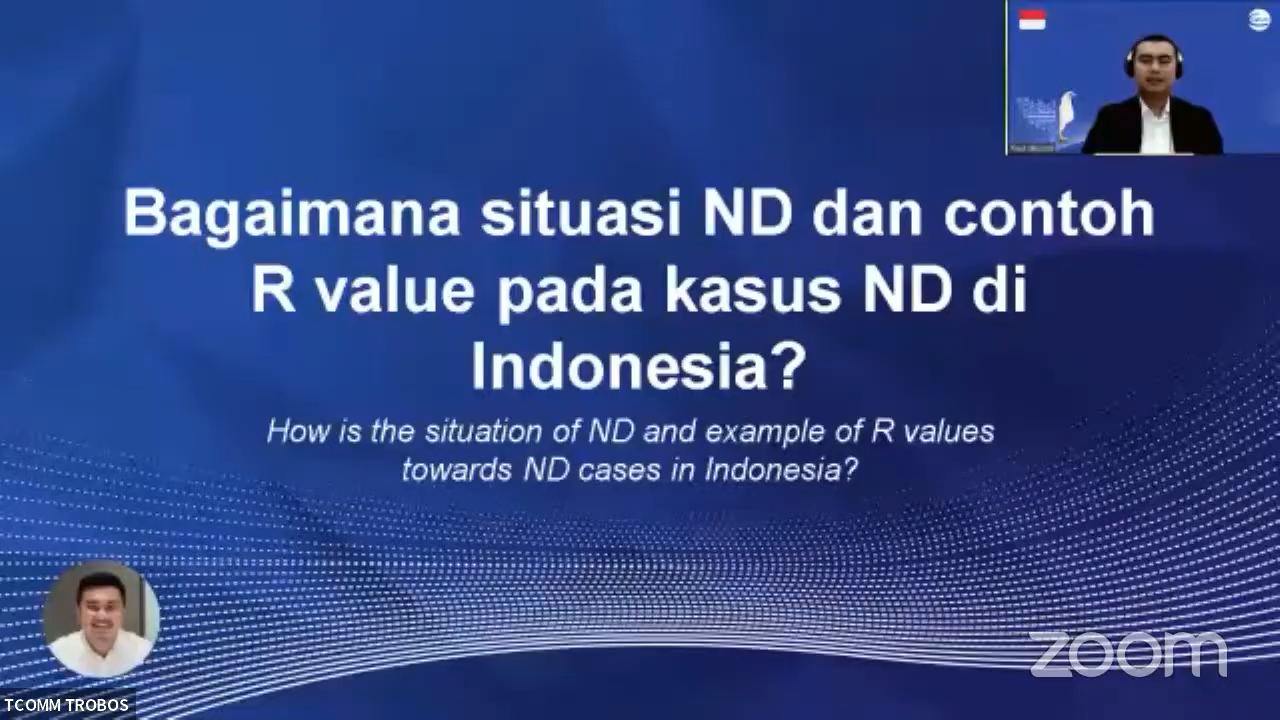 Bagaimana situasi ND dan contoh
R value pada kasus ND di
Indonesia?
How is the situation of ND and example of R values
towards ND cases in Indonesia?
zoom
TCOMM TROBOS